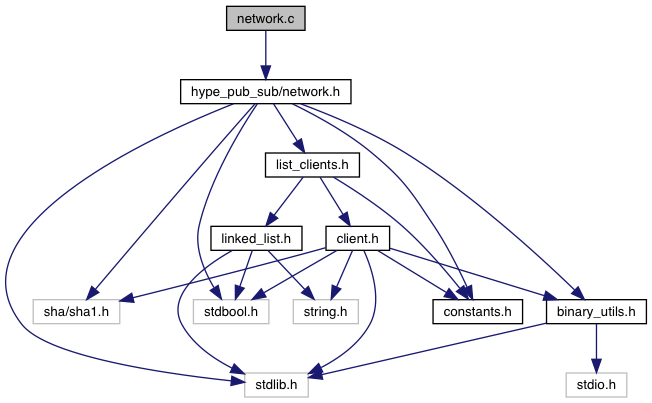 network.c
hype_pub_sub/network.h
list_clients.h
linked_list.h
client.h
sha/sha1.h
stdbool.h
string.h
constants.h
binary_utils.h
stdlib.h
stdio.h